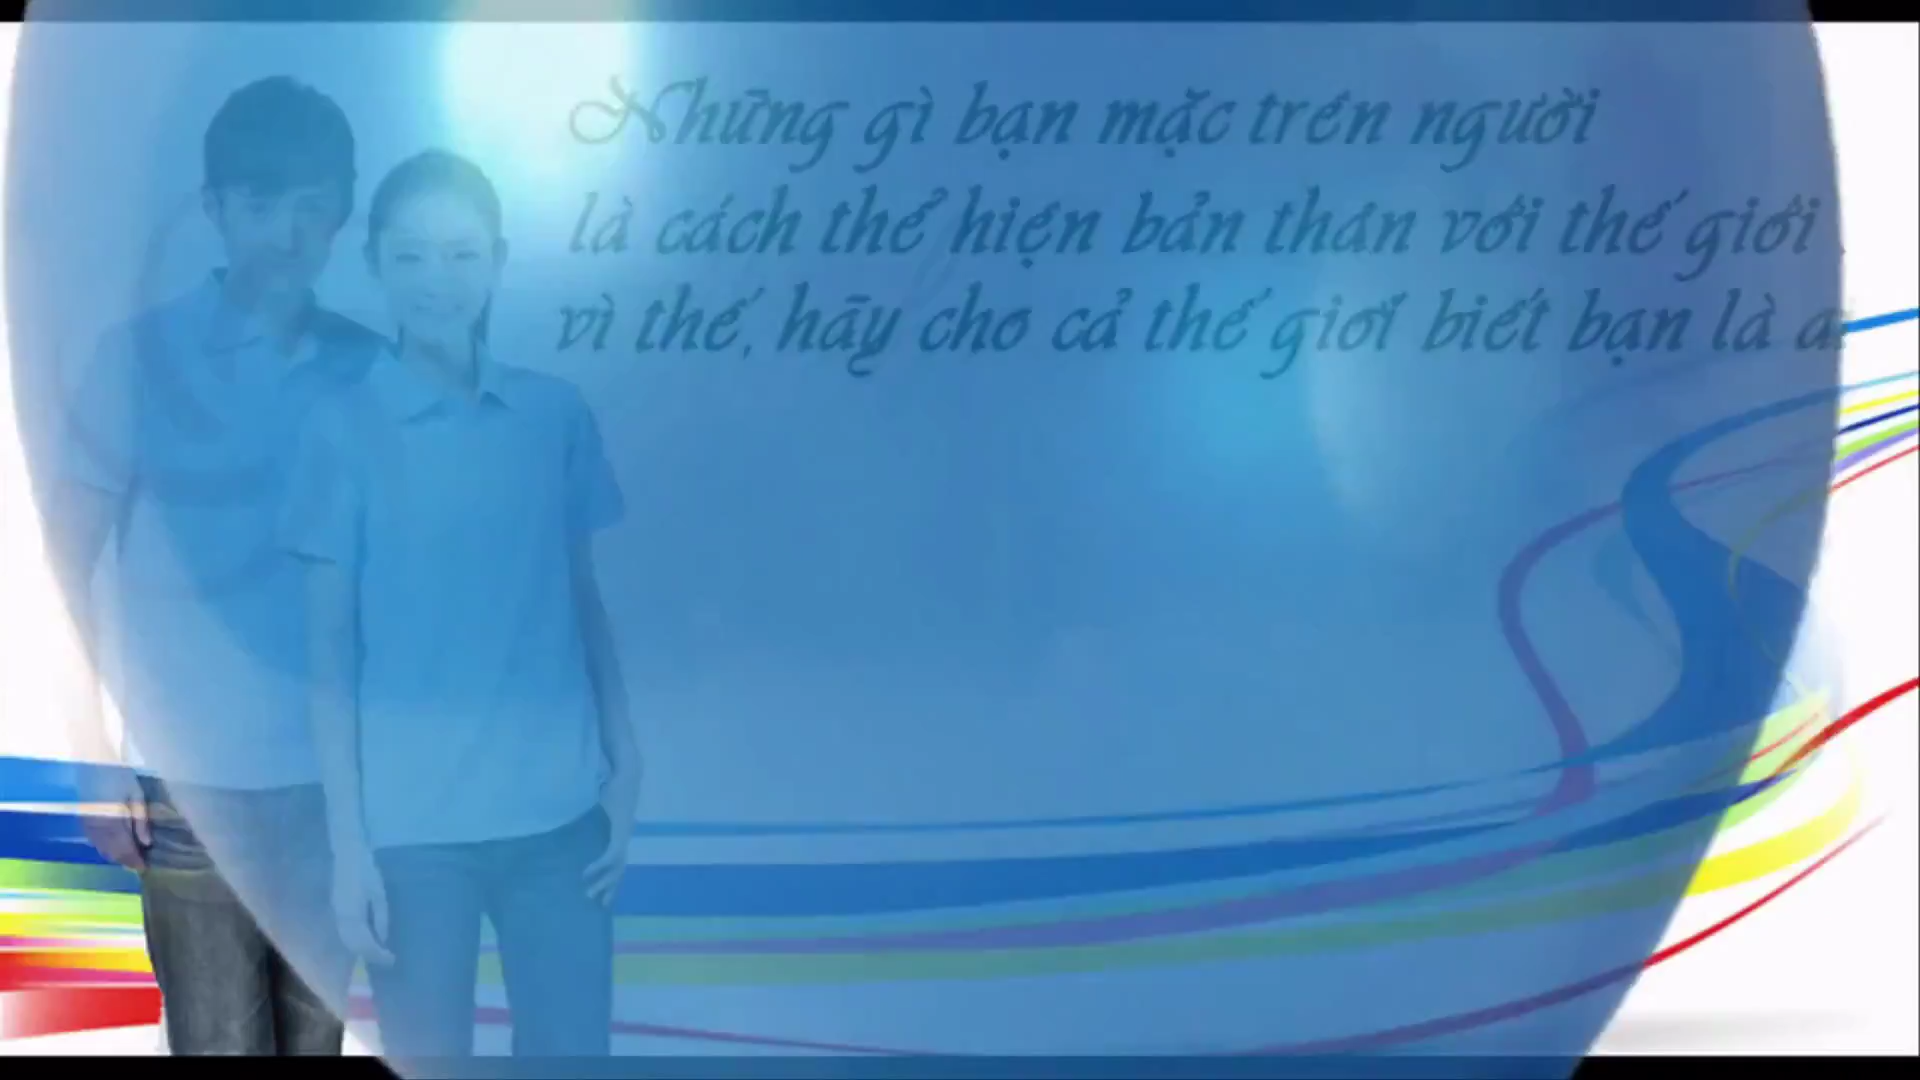 Những gì bạn mặc trên người
là cách thể hiện bản thân với thế giới.
vì thế, hãy cho cả thế giới biết bạn là ai